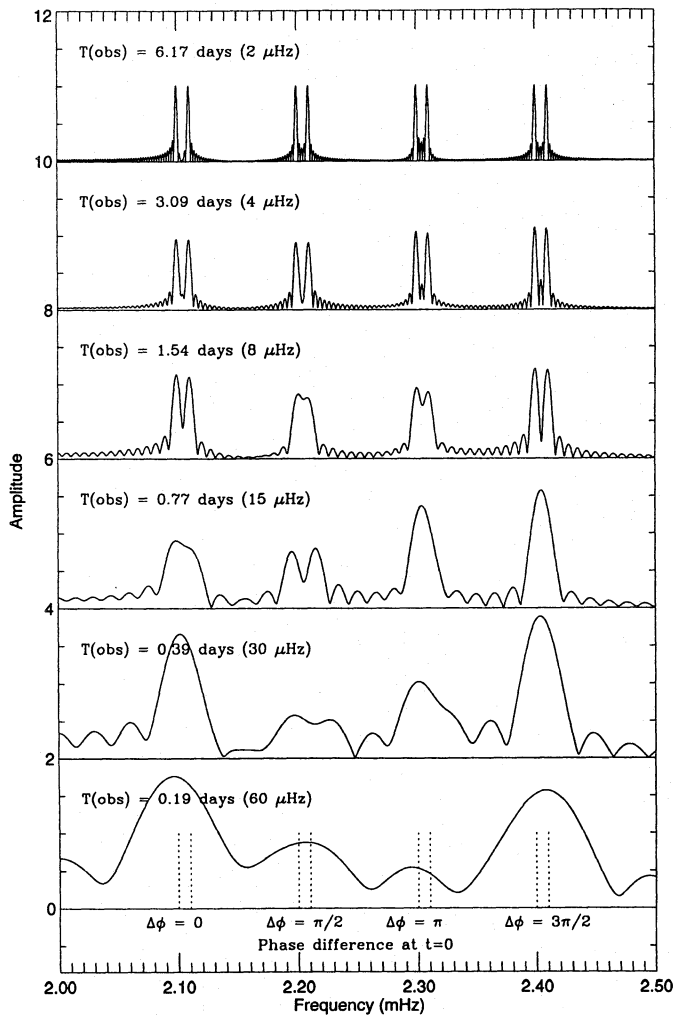 12
T(obs) = 6.17 days (2 μHz)
10
T(obs) = 3.09 days (4 μHz)
8
T(obs) = 1.54 days (8 μHz)
6
Amplitude
T(obs) = 0.77 days (15 μHz)
4
T(obs) = 0.39 days (30 μHz)
2
T(obs) = 0.19 days (60 μHz)
0
Δϕ = 0 Δϕ = π/2 Δϕ = π Δϕ = 3π/2
Phase difference at t=0
2.00 2.10 2.20 2.30 2.40 2.50
Frequency (mHz)